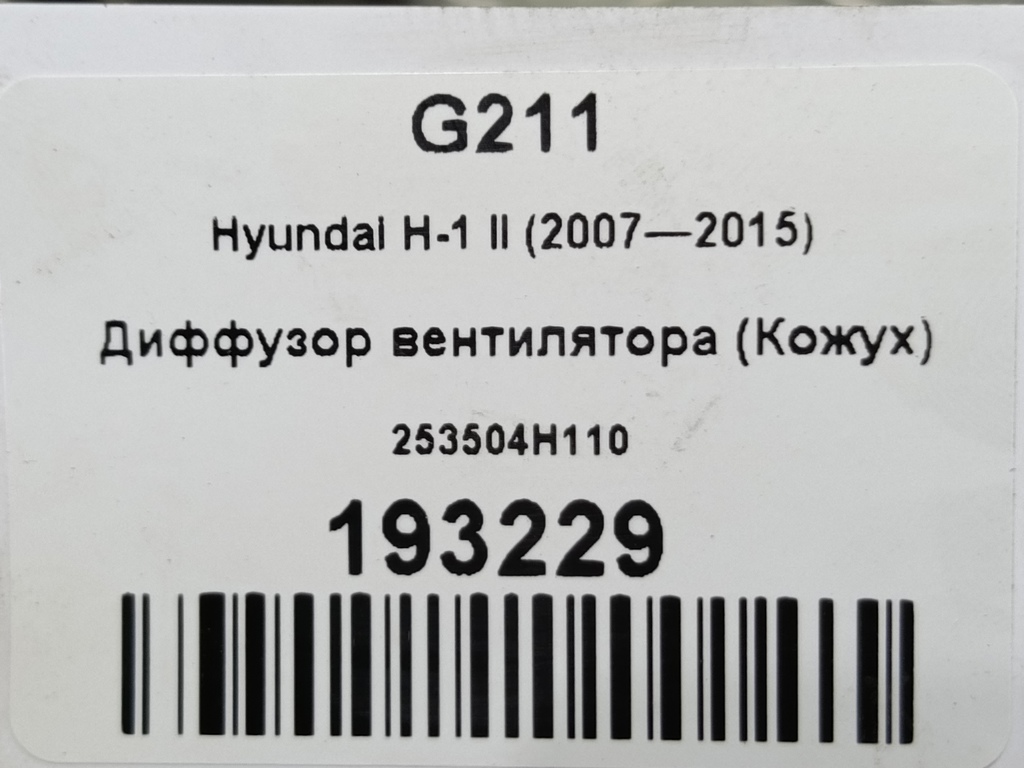 G211
Hyundai H-1 II (2007—2015)
Диффузор вентилятора (Кожух)
253504H110
193229